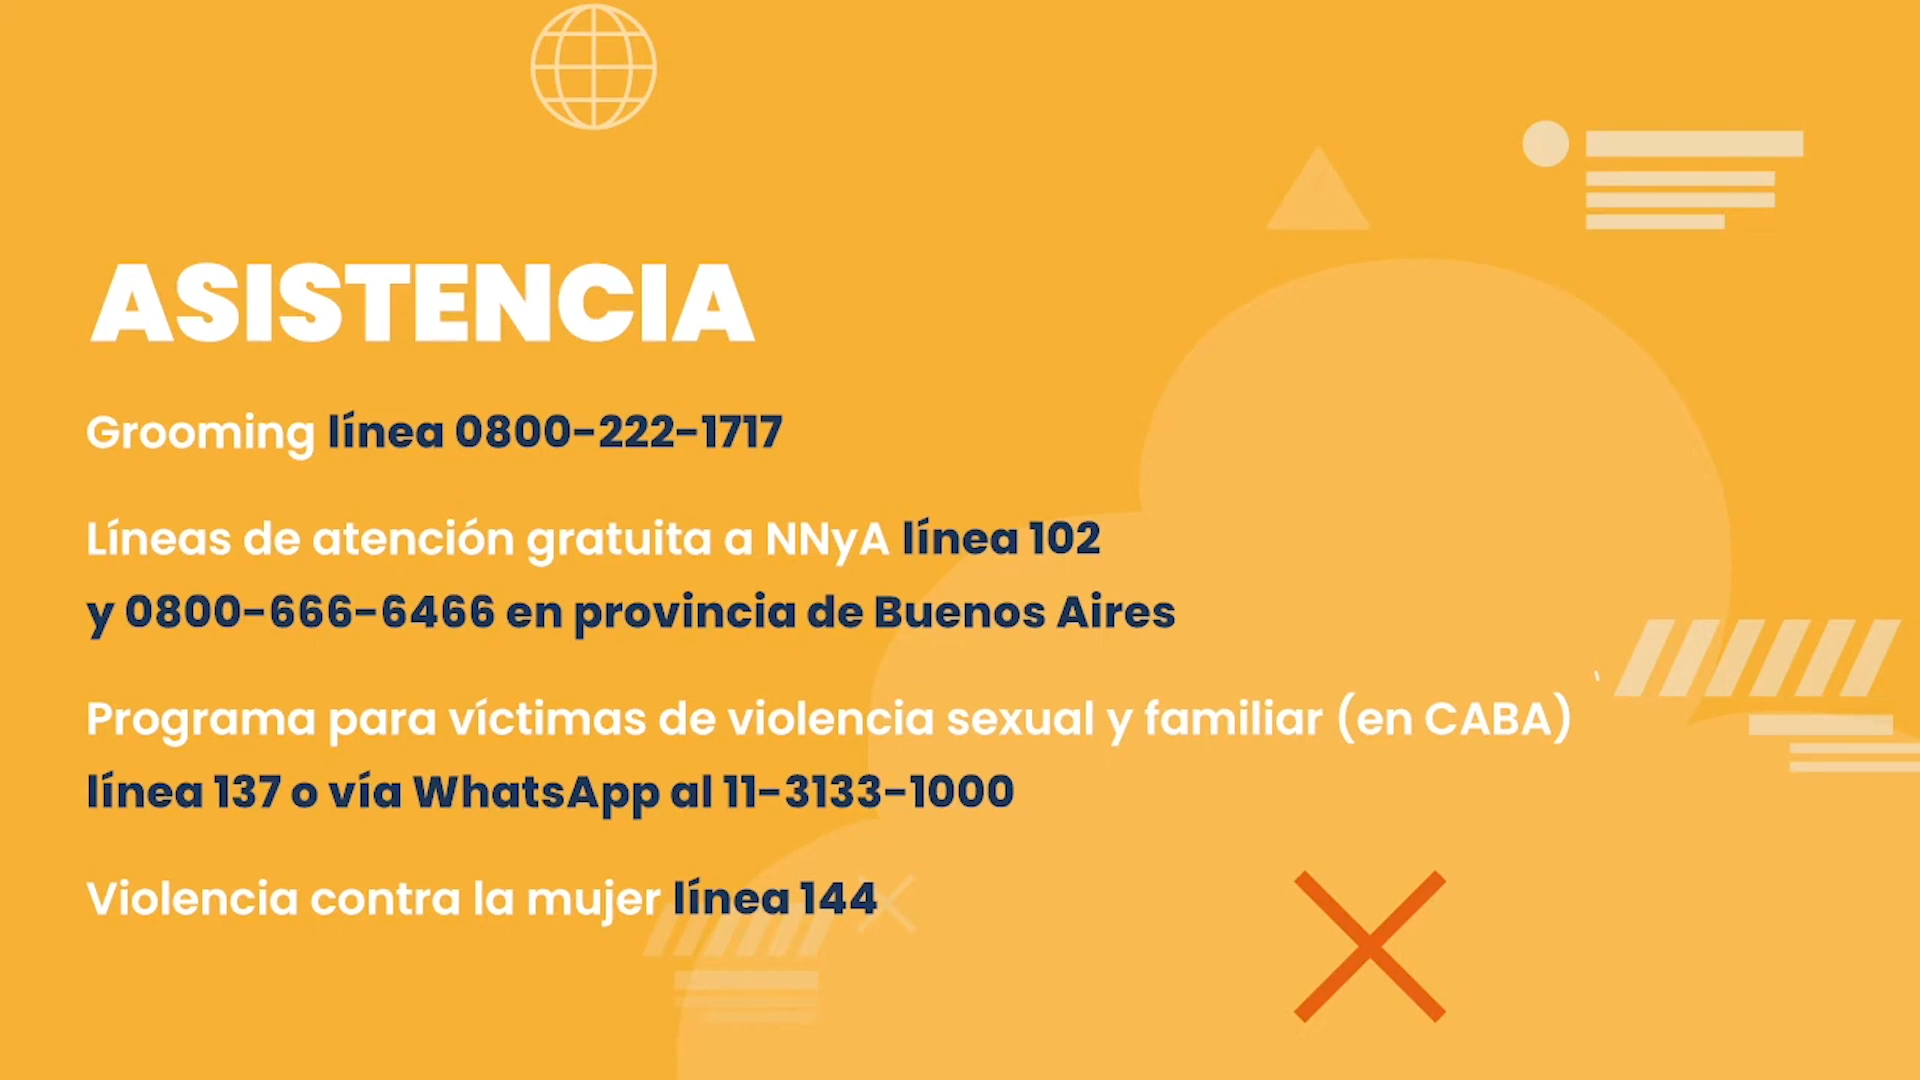 ASISTENCIA
Grooming línea 0800-222-1717
Líneas de atención gratuita a NNyA línea 102
y 0800-666-6466 en provincia de Buenos Aires
Programa para víctimas de violencia sexual y familiar (en CABA)
línea 137 o vía WhatsApp al 11-3133-1000
Violencia contra la mujer línea 144